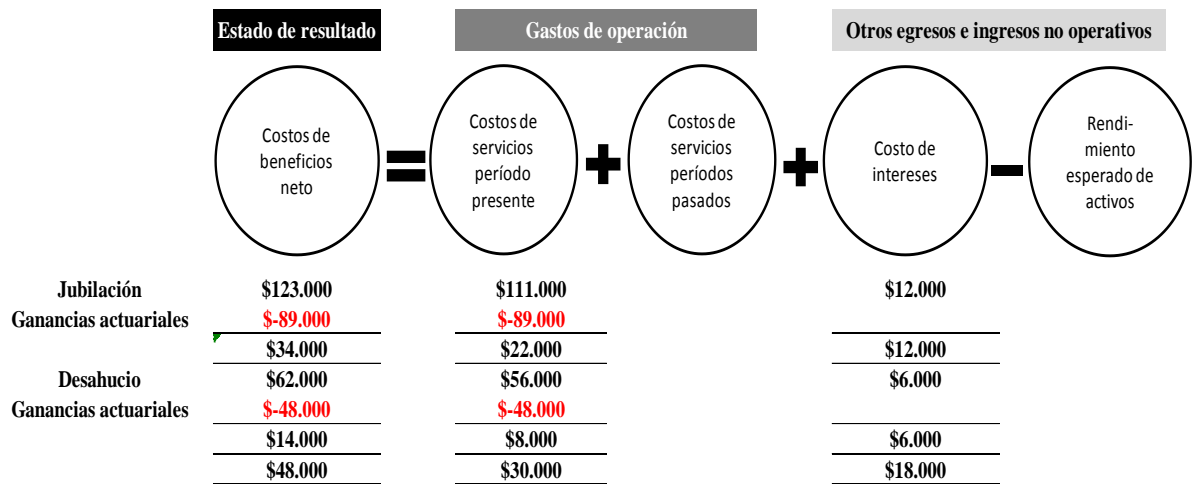 Estado de resultado
Gastos de operación
Otros egresos e ingresos no operativos
Costos de
beneficios
neto
=
Costos de
servicios
período
presente
+
Costos de
servicios
períodos
pasados
+
Costo de
intereses
-
Rendi-
miento
esperado de
activos
Jubilación $123.000 $111.000 $12.000
Ganancias actuariales $-89.000 $-89.000
$34.000 $22.000 $12.000
Desahucio $62.000 $56.000 $6.000
Ganancias actuariales $-48.000 $-48.000
$14.000 $8.000 $6.000
$48.000 $30.000 $18.000